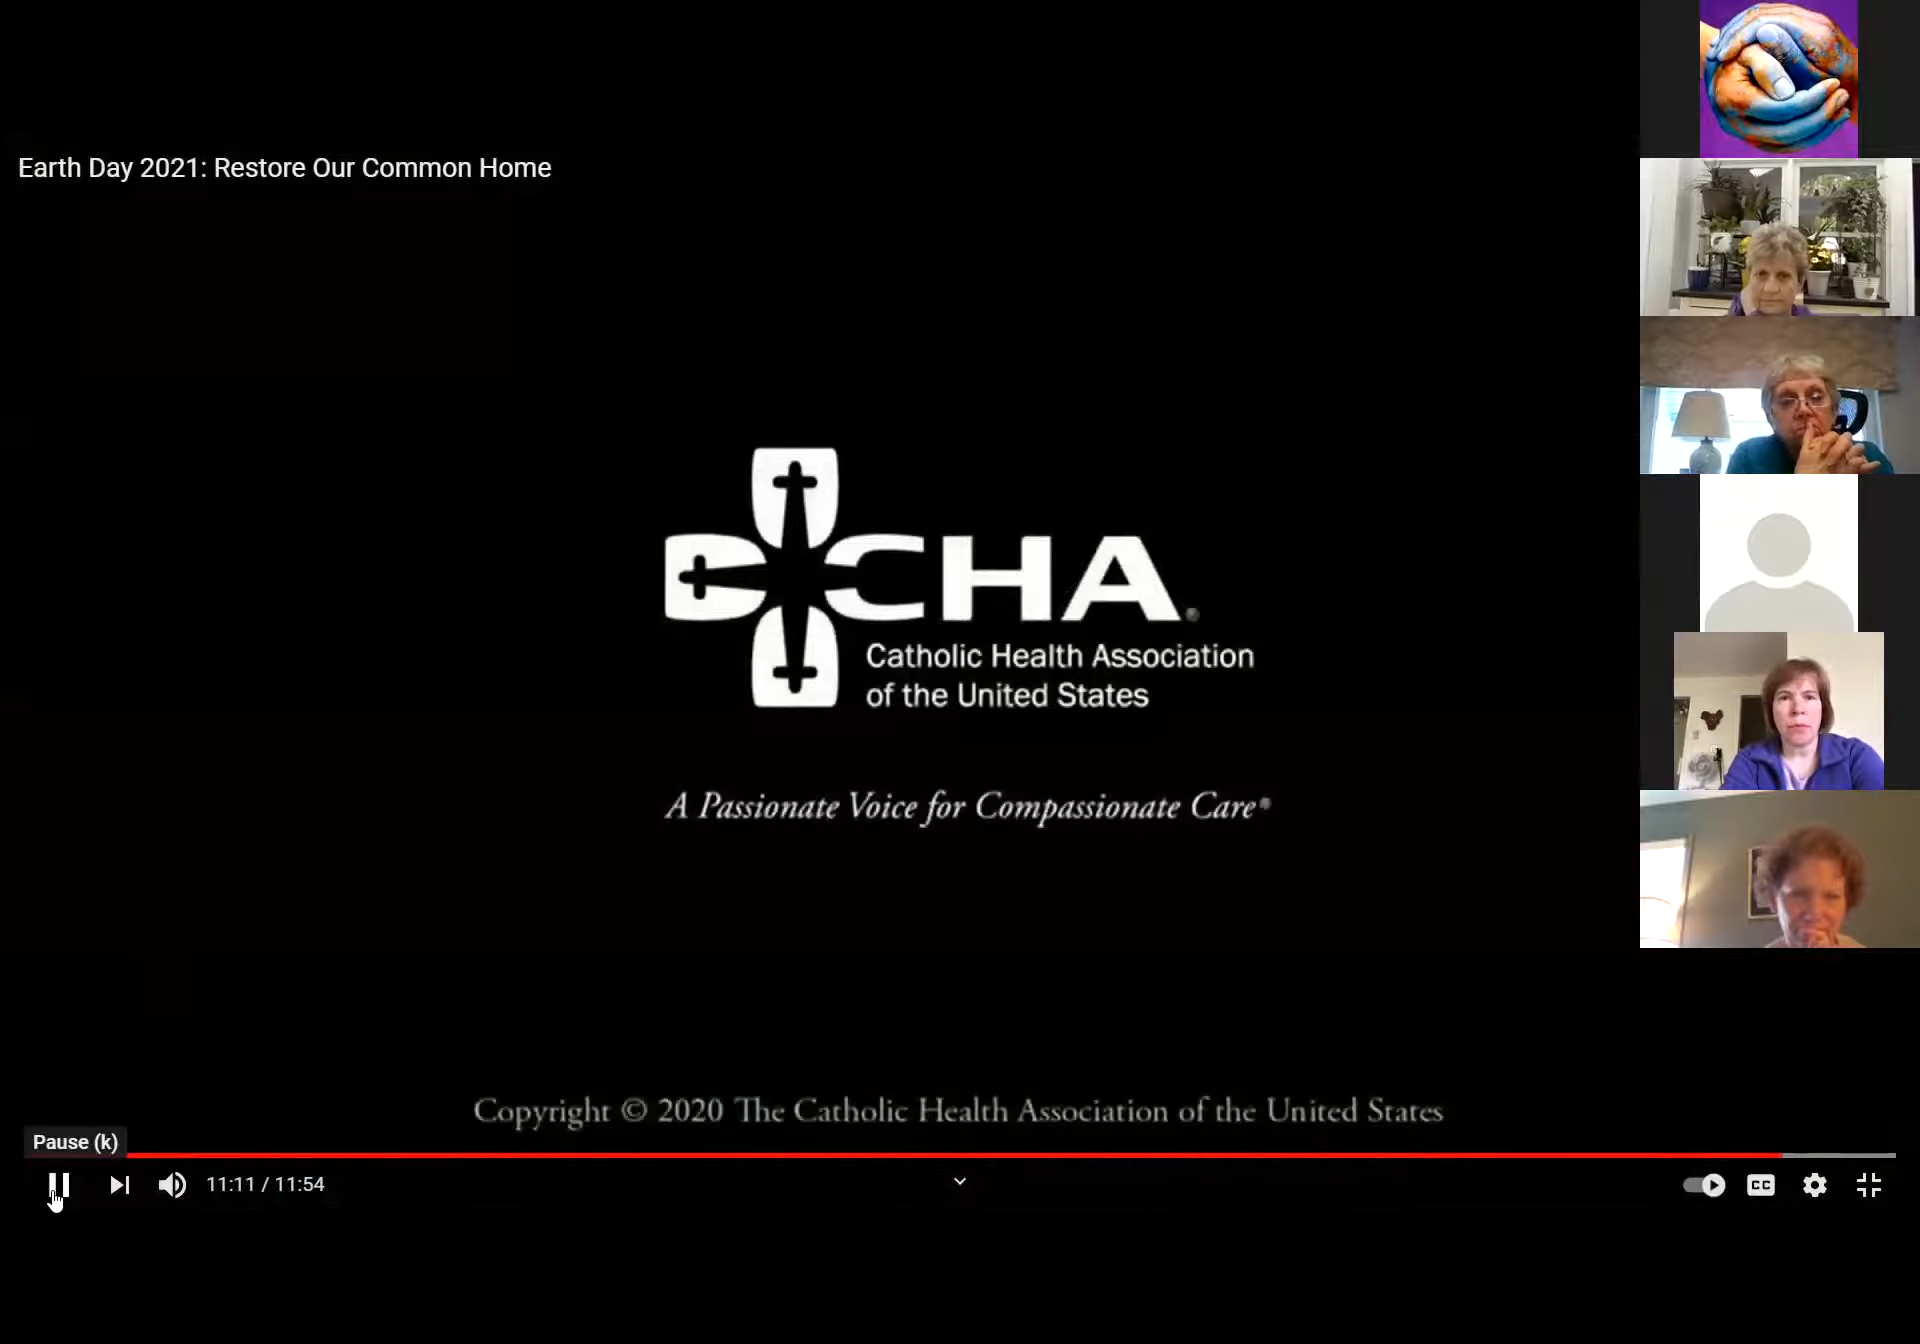 Earth Day 2021: Restore Our Common Home
CHA®
Catholic Health Association
of the United States
A Passionate Voice for Compassionate Care®
Copyright © 2020 The Catholic Health Association of the United States
Pause (k)
11:11 / 11:54
CC